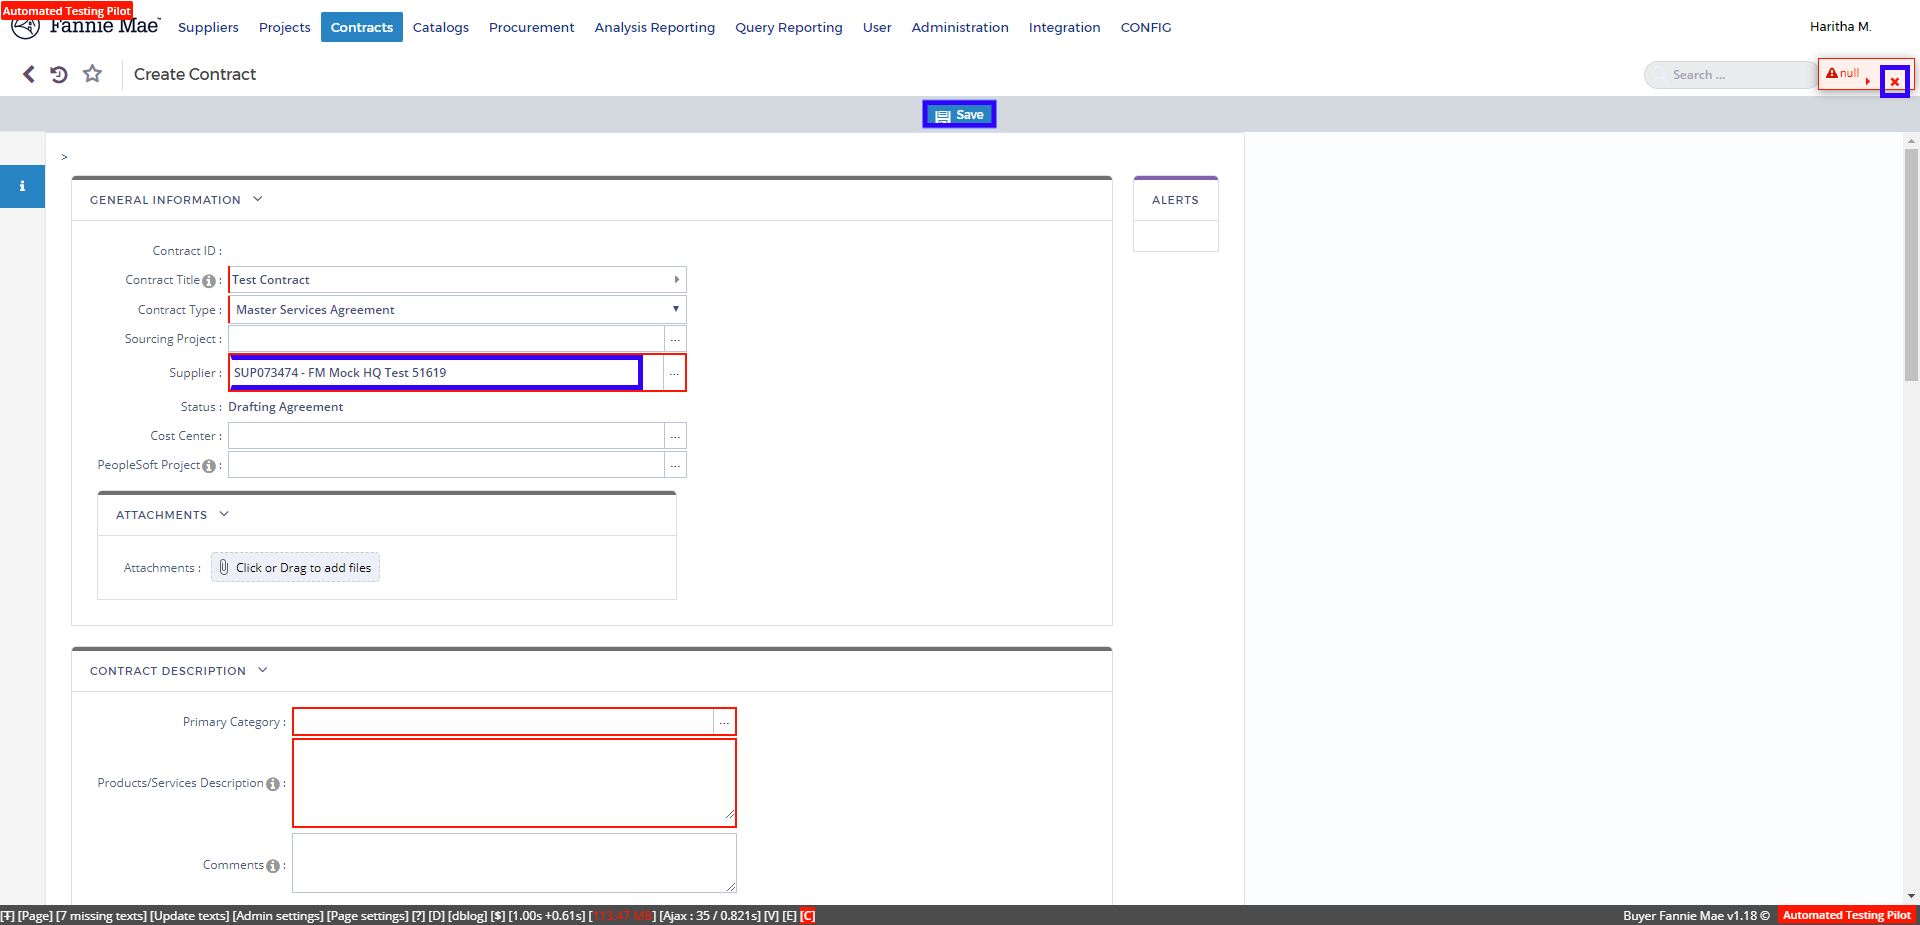 Automated Testing Pilot
Fannie Mae™ Suppliers Projects Contracts Catalogs Procurement Analysis Reporting Query Reporting User Administration Integration CONFIG Haritha M.
Create Contract Search ... null
Save
>
GENERAL INFORMATION ALERTS
Contract ID :
Contract Title : Test Contract
Contract Type : Master Services Agreement
Sourcing Project : ...
Supplier : SUP073474 - FM Mock HQ Test 51619 ...
Status : Drafting Agreement
Cost Center : ...
PeopleSoft Project : ...
ATTACHMENTS
Attachments : Click or Drag to add files
CONTRACT DESCRIPTION
Primary Category : ...
Products/Services Description :
Comments :
[T] [Page] [7 missing texts] [Update texts] [Admin settings] [Page settings] [?] [D] [dblog] [$] [1.00s +0.61s] [113.47 MB] [Ajax : 35 / 0.821s] [V] [E] [C] Buyer Fannie Mae v1.18 © Automated Testing Pilot